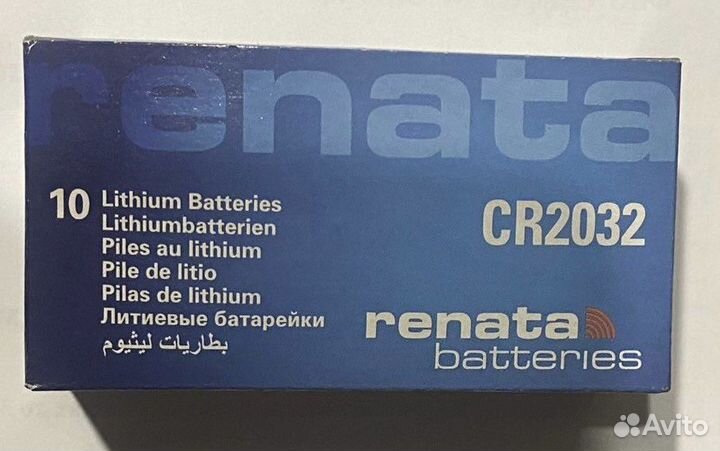 renata
10 Lithium Batteries
Lithiumbatterien
Piles au lithium
Pile de litio
Pilas de lithium
Литиевые батарейки
بطاريات ليثيوم
CR2032
renata
batteries
Avito